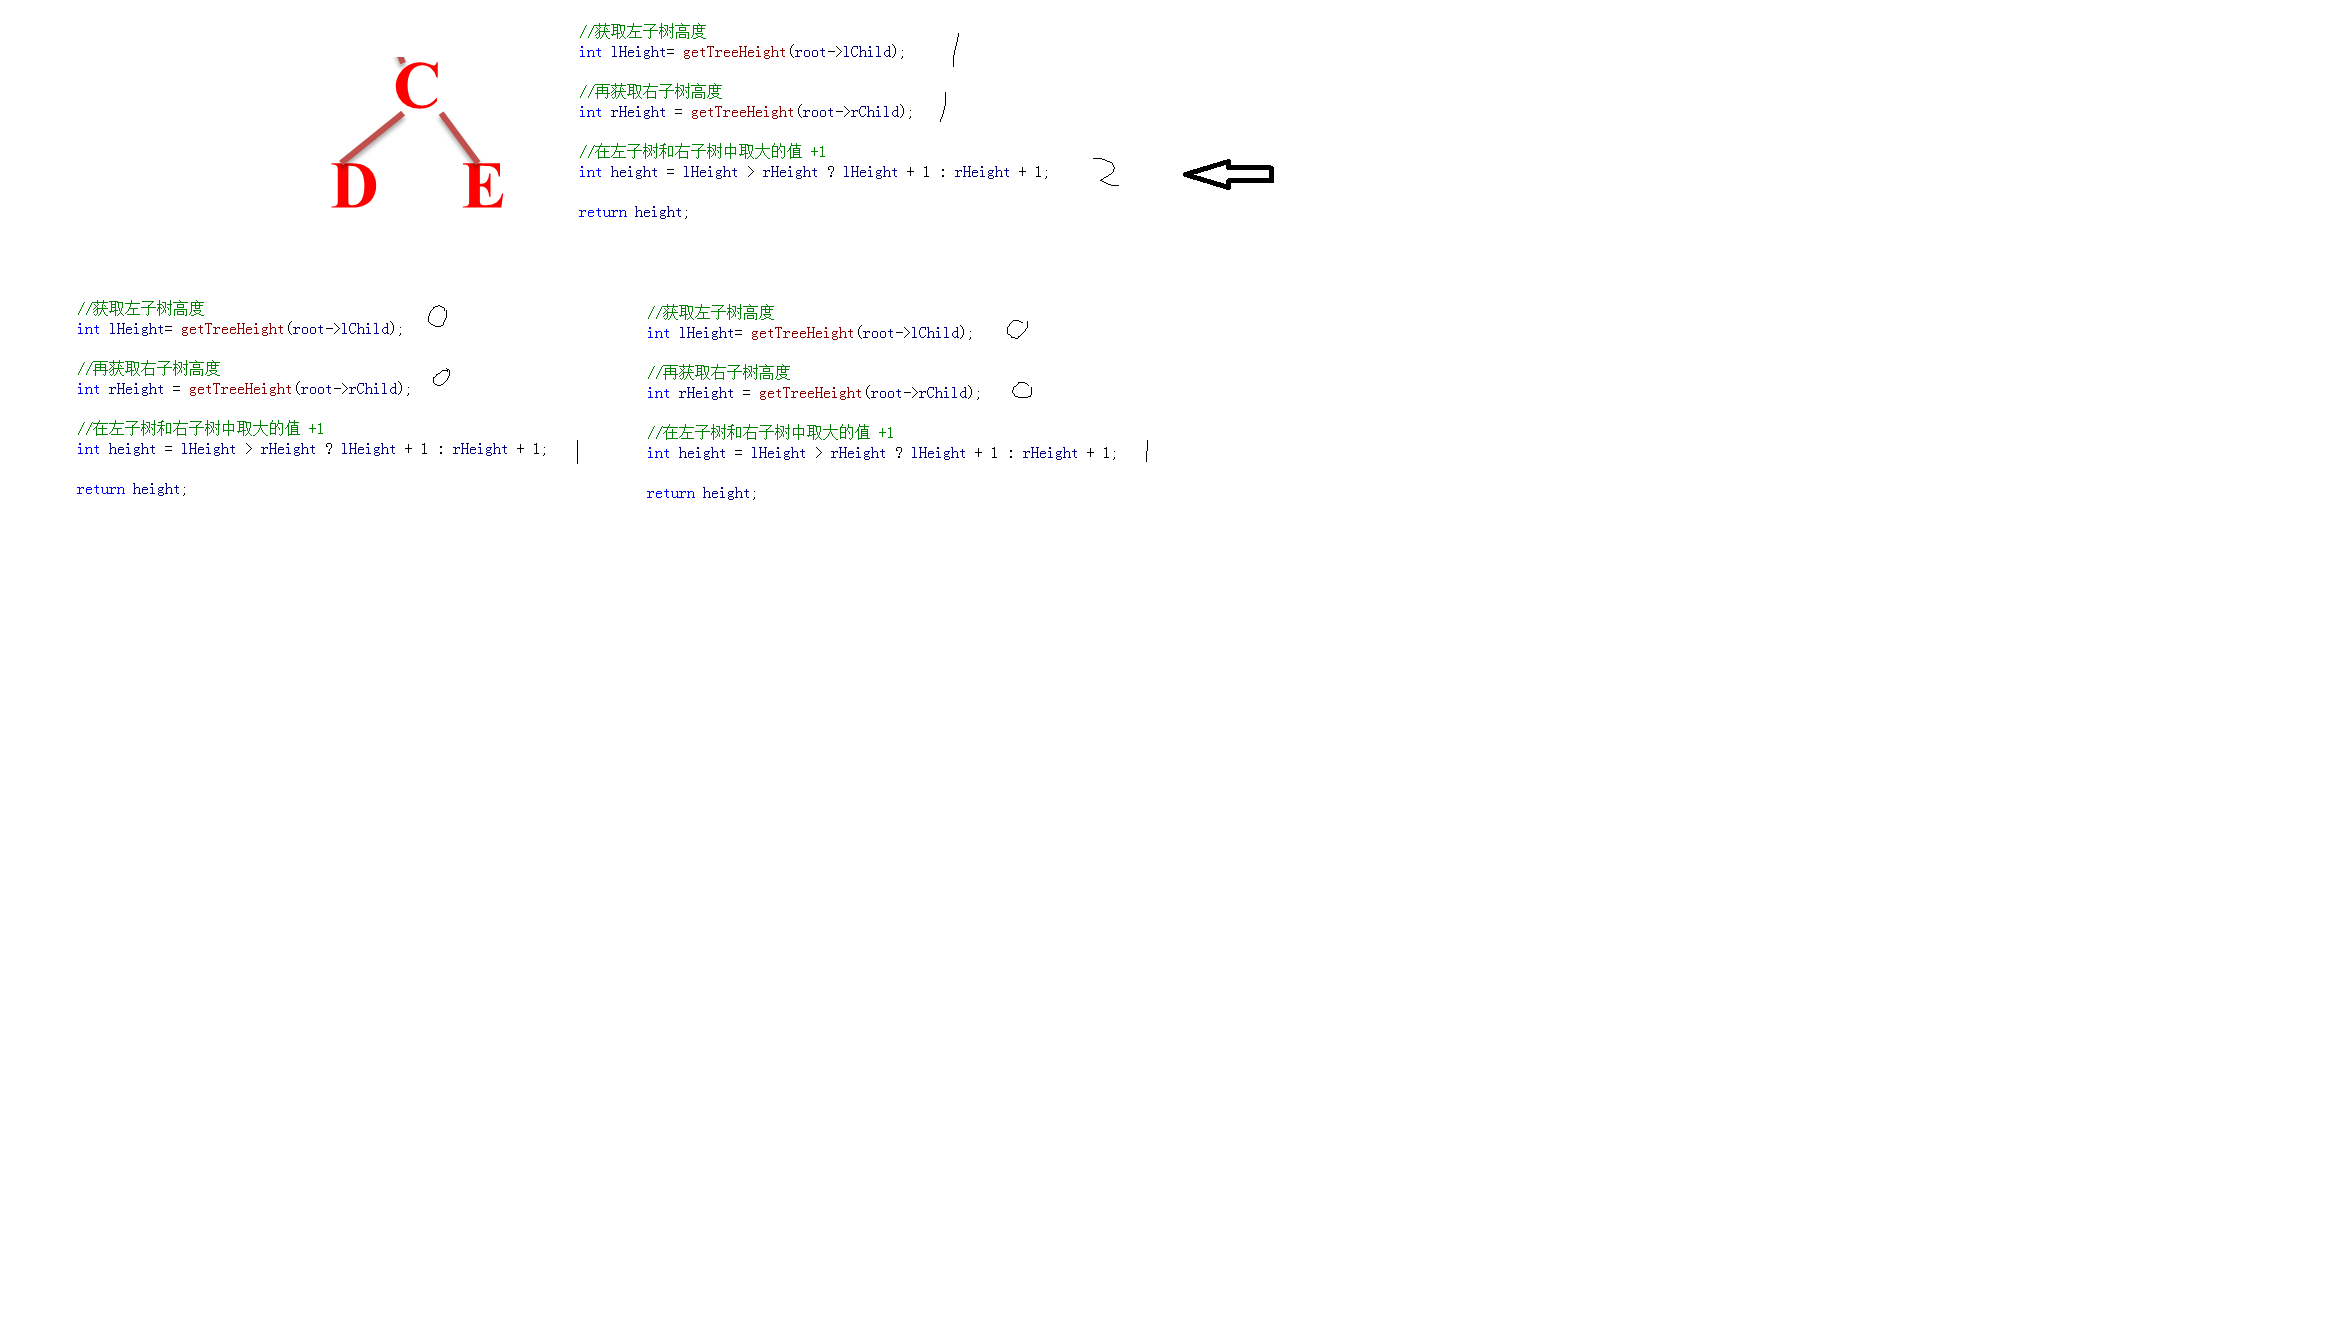 C
D E
//获取左子树高度
int lHeight= getTreeHeight(root->lChild);
1
//再获取右子树高度
int rHeight = getTreeHeight(root->rChild);
1
//在左子树和右子树中取大的值 +1
int height = lHeight > rHeight ? lHeight + 1 : rHeight + 1;
2
return height;
//获取左子树高度
int lHeight= getTreeHeight(root->lChild);
0
//再获取右子树高度
int rHeight = getTreeHeight(root->rChild);
0
//在左子树和右子树中取大的值 +1
int height = lHeight > rHeight ? lHeight + 1 : rHeight + 1;
1
return height;
//获取左子树高度
int lHeight= getTreeHeight(root->lChild);
0
//再获取右子树高度
int rHeight = getTreeHeight(root->rChild);
0
//在左子树和右子树中取大的值 +1
int height = lHeight > rHeight ? lHeight + 1 : rHeight + 1;
1
return height;